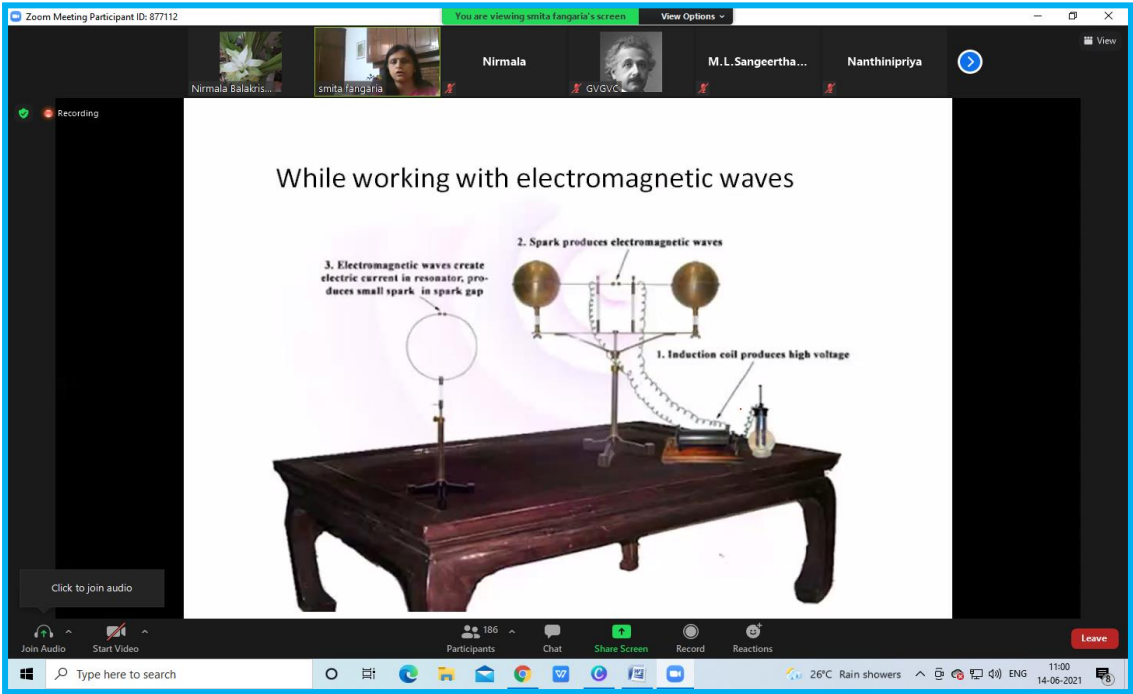 Zoom Meeting Participant ID: 877112
You are viewing smita fangaria's screen
View Options
View
Nirmala Balakris...
smita fangaria
Nirmala
GVGVC
M.L.Sangeertha...
Nanthinipriya
Recording
While working with electromagnetic waves
2. Spark produces electromagnetic waves
3. Electromagnetic waves create
electric current in resonator, pro-
duces small spark in spark gap
1. Induction coil produces high voltage
Click to join audio
Join Audio
Start Video
186
Participants
Chat
Share Screen
Record
Reactions
Leave
Type here to search
26°C Rain showers
ENG
11:00
14-06-2021
8